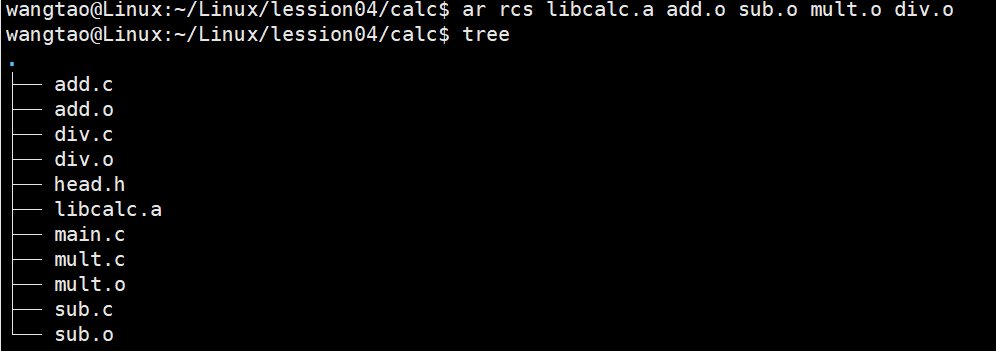 wangtao@Linux:~/Linux/lession04/calc$ ar rcs libcalc.a add.o sub.o mult.o div.o
wangtao@Linux:~/Linux/lession04/calc$ tree
.
├── add.c
├── add.o
├── div.c
├── div.o
├── head.h
├── libcalc.a
├── main.c
├── mult.c
├── mult.o
├── sub.c
└── sub.o